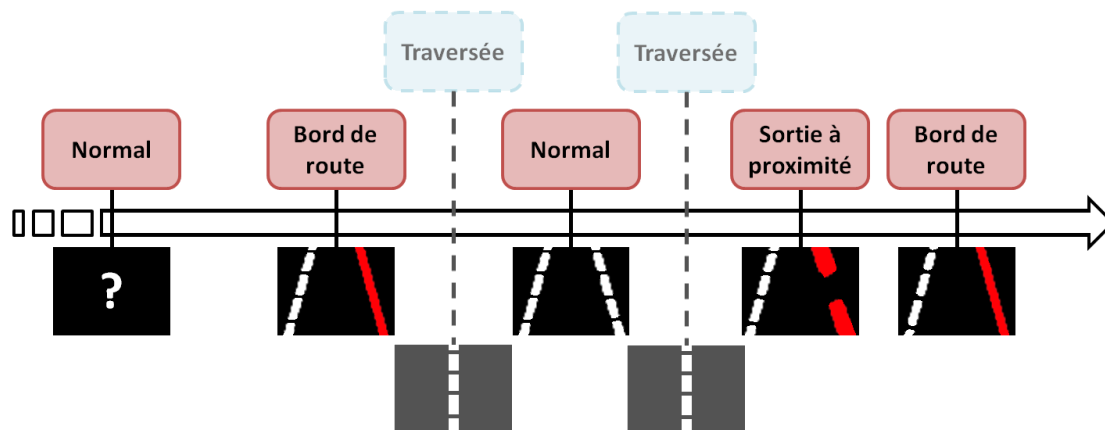 Traversée
Traversée
Normal
Bord de
route
Normal
Sortie à
proximité
Bord de
route
?